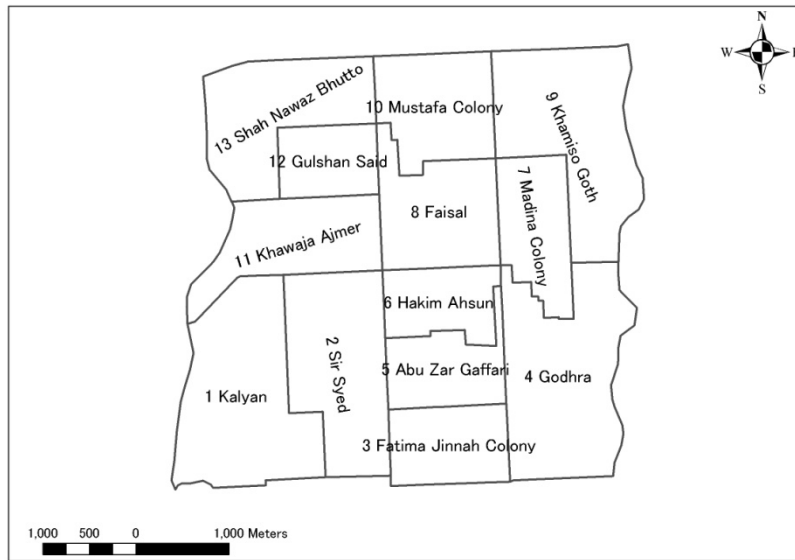 N
W
E
S
13 Shah Nawaz Bhutto
10 Mustafa Colony
9 Khamiso Goth
12 Gulshan Said
7 Madina Colony
8 Faisal
11 Khawaja Ajmer
6 Hakim Ahsun
2 Sir Syed
5 Abu Zar Gaffari
4 Godhra
1 Kalyan
3 Fatima Jinnah Colony
1,000 500 0 1,000 Meters